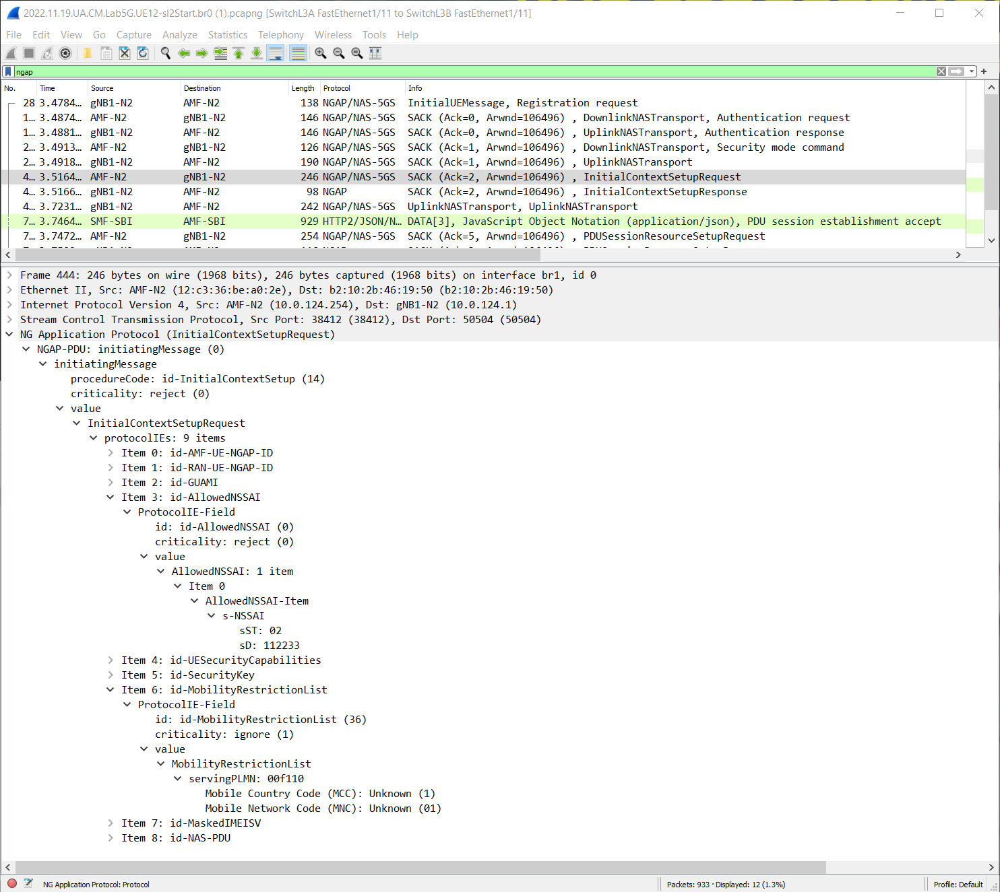 2022.11.19.UA.CM.Lab5G.UE12-sl2Start.br0 (1).pcapng [SwitchL3A FastEthernet1/11 to SwitchL3B FastEthernet1/11]
File Edit View Go Capture Analyze Statistics Telephony Wireless Tools Help
ngap
No. Time Source Destination Length Protocol Info
28 3.4784… gNB1-N2 AMF-N2 138 NGAP/NAS-5GS InitialUEMessage, Registration request
1… 3.4874… AMF-N2 gNB1-N2 146 NGAP/NAS-5GS SACK (Ack=0, Arwnd=106496) , DownlinkNASTransport, Authentication request
1… 3.4881… gNB1-N2 AMF-N2 146 NGAP/NAS-5GS SACK (Ack=0, Arwnd=106496) , UplinkNASTransport, Authentication response
2… 3.4913… AMF-N2 gNB1-N2 126 NGAP/NAS-5GS SACK (Ack=1, Arwnd=106496) , DownlinkNASTransport, Security mode command
2… 3.4918… gNB1-N2 AMF-N2 190 NGAP/NAS-5GS SACK (Ack=1, Arwnd=106496) , UplinkNASTransport
4… 3.5164… AMF-N2 gNB1-N2 246 NGAP/NAS-5GS SACK (Ack=2, Arwnd=106496) , InitialContextSetupRequest
4… 3.5166… gNB1-N2 AMF-N2 98 NGAP SACK (Ack=2, Arwnd=106496) , InitialContextSetupResponse
4… 3.7231… gNB1-N2 AMF-N2 242 NGAP/NAS-5GS UplinkNASTransport, UplinkNASTransport
7… 3.7464… SMF-SBI AMF-SBI 929 HTTP2/JSON/N… DATA[3], JavaScript Object Notation (application/json), PDU session establishment accept
7… 3.7472… AMF-N2 gNB1-N2 254 NGAP/NAS-5GS SACK (Ack=5, Arwnd=106496) , PDUSessionResourceSetupRequest
Frame 444: 246 bytes on wire (1968 bits), 246 bytes captured (1968 bits) on interface br1, id 0
Ethernet II, Src: AMF-N2 (12:c3:36:be:a0:2e), Dst: b2:10:2b:46:19:50 (b2:10:2b:46:19:50)
Internet Protocol Version 4, Src: AMF-N2 (10.0.124.254), Dst: gNB1-N2 (10.0.124.1)
Stream Control Transmission Protocol, Src Port: 38412 (38412), Dst Port: 50504 (50504)
NG Application Protocol (InitialContextSetupRequest)
NGAP-PDU: initiatingMessage (0)
initiatingMessage
procedureCode: id-InitialContextSetup (14)
criticality: reject (0)
value
InitialContextSetupRequest
protocolIEs: 9 items
Item 0: id-AMF-UE-NGAP-ID
Item 1: id-RAN-UE-NGAP-ID
Item 2: id-GUAMI
Item 3: id-AllowedNSSAI
ProtocolIE-Field
id: id-AllowedNSSAI (0)
criticality: reject (0)
value
AllowedNSSAI: 1 item
Item 0
AllowedNSSAI-Item
s-NSSAI
sST: 02
sD: 112233
Item 4: id-UESecurityCapabilities
Item 5: id-SecurityKey
Item 6: id-MobilityRestrictionList
ProtocolIE-Field
id: id-MobilityRestrictionList (36)
criticality: ignore (1)
value
MobilityRestrictionList
servingPLMN: 00f110
Mobile Country Code (MCC): Unknown (1)
Mobile Network Code (MNC): Unknown (01)
Item 7: id-MaskedIMEISV
Item 8: id-NAS-PDU
NG Application Protocol: Protocol Packets: 933 · Displayed: 12 (1.3%) Profile: Default